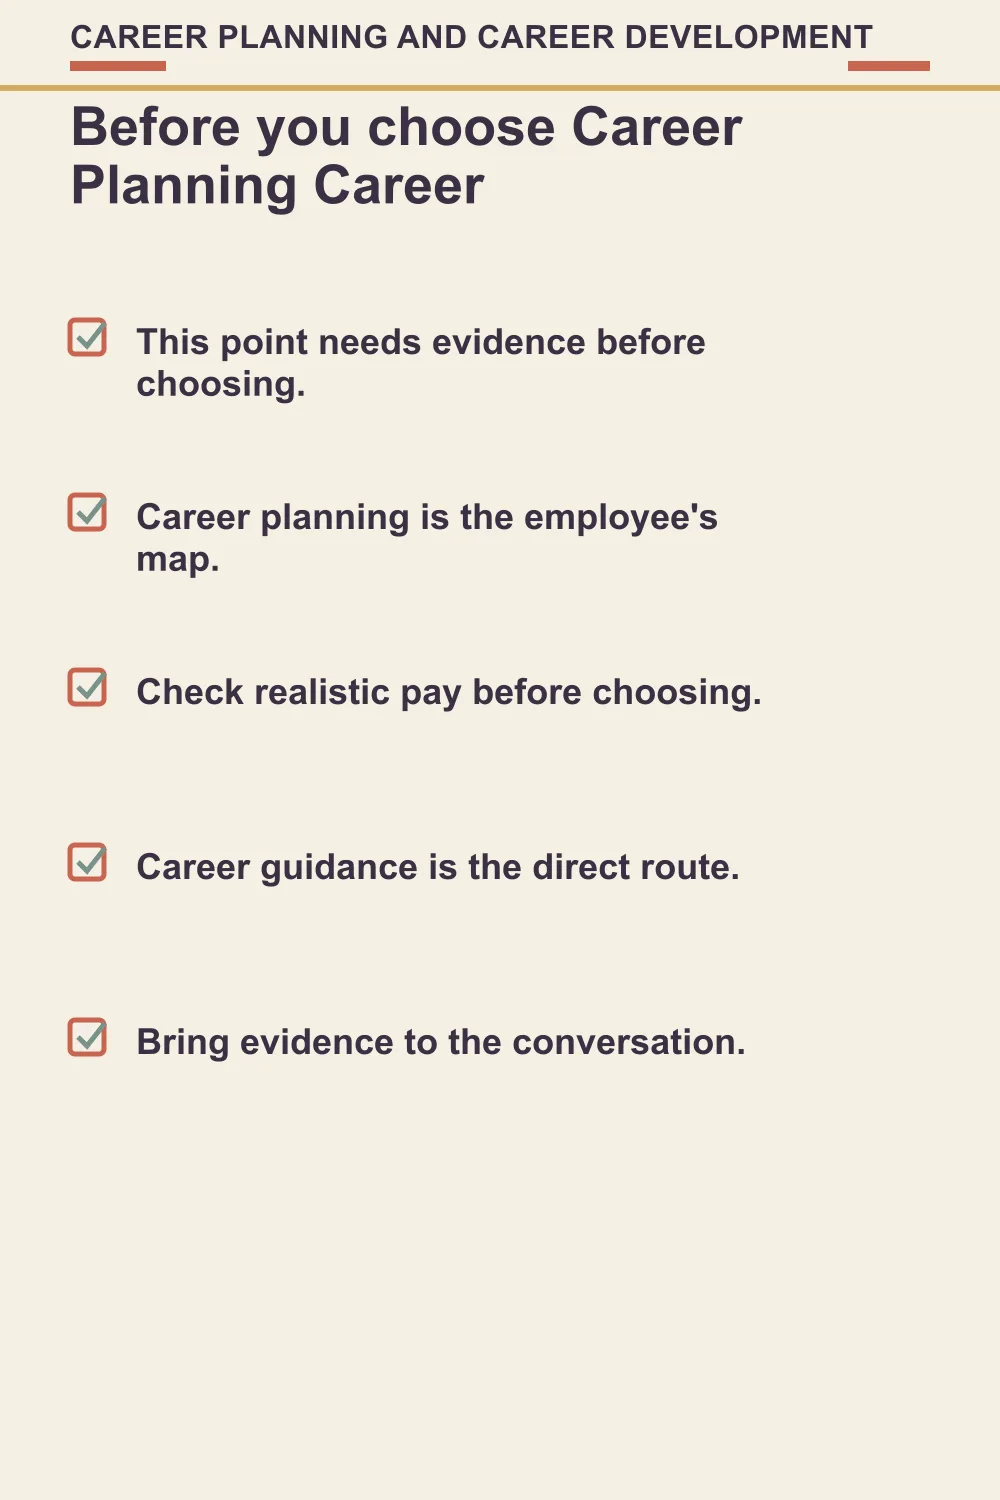 CAREER PLANNING AND CAREER DEVELOPMENT
Before you choose Career
Planning Career
This point needs evidence before
choosing.
Career planning is the employee's
map.
Check realistic pay before choosing.
Career guidance is the direct route.
Bring evidence to the conversation.